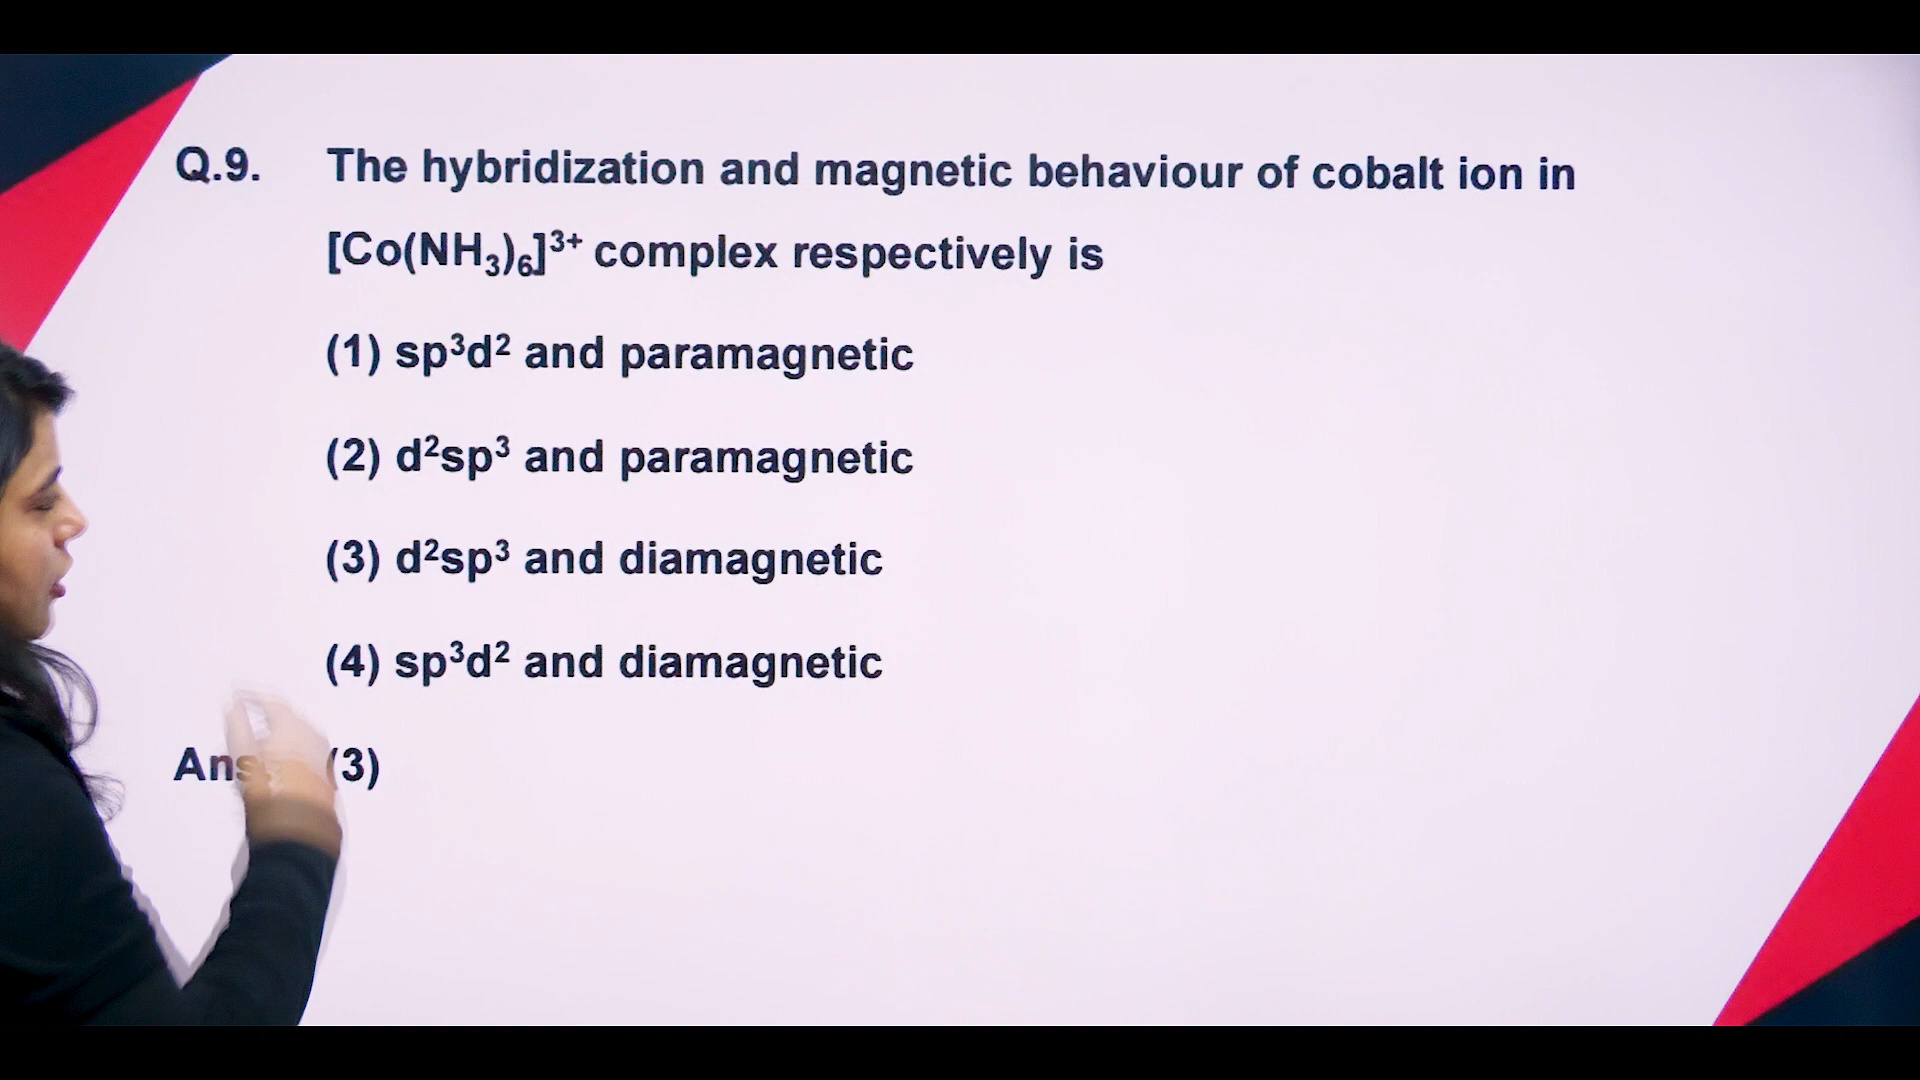 Q.9. The hybridization and magnetic behaviour of cobalt ion in
[Co(NH₃)₆]³⁺ complex respectively is
(1) sp³d² and paramagnetic
(2) d²sp³ and paramagnetic
(3) d²sp³ and diamagnetic
(4) sp³d² and diamagnetic
Ans. (3)